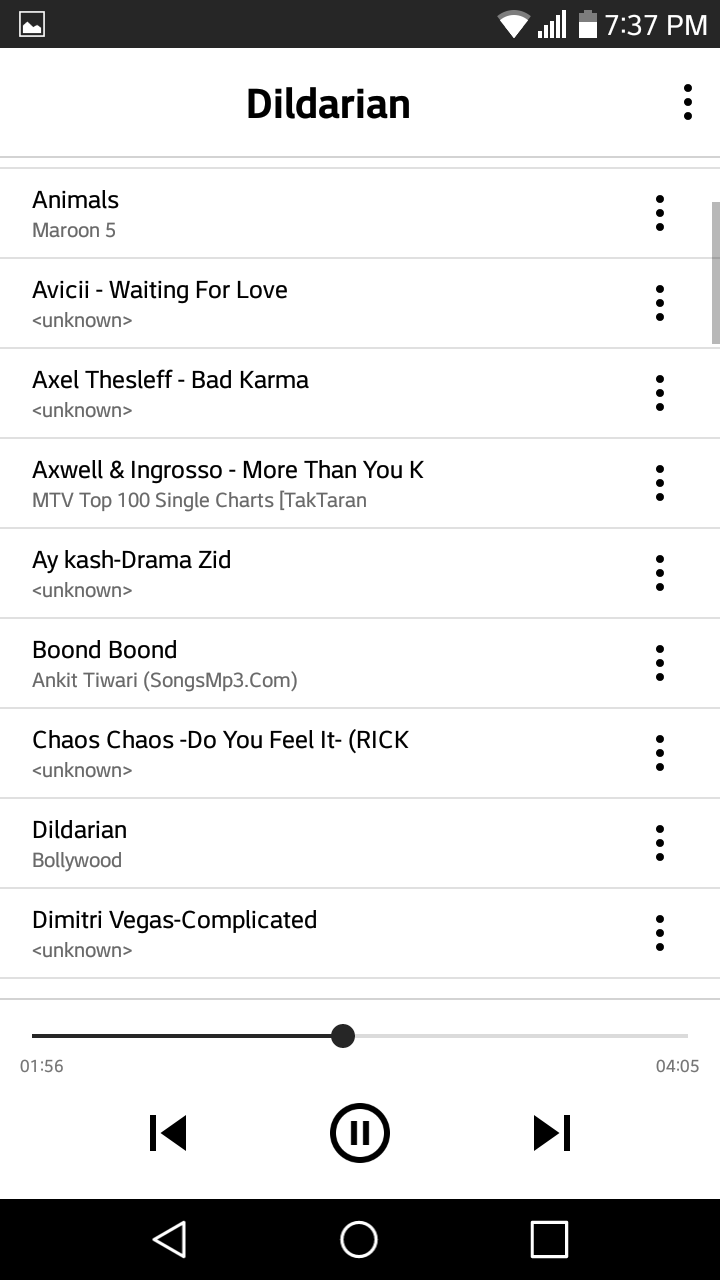 7:37 PM
Dildarian
Animals
Maroon 5
Avicii - Waiting For Love
<unknown>
Axel Thesleff - Bad Karma
<unknown>
Axwell & Ingrosso - More Than You K
MTV Top 100 Single Charts [TakTaran
Ay kash-Drama Zid
<unknown>
Boond Boond
Ankit Tiwari (SongsMp3.Com)
Chaos Chaos -Do You Feel It- (RICK
<unknown>
Dildarian
Bollywood
Dimitri Vegas-Complicated
<unknown>
01:56
04:05